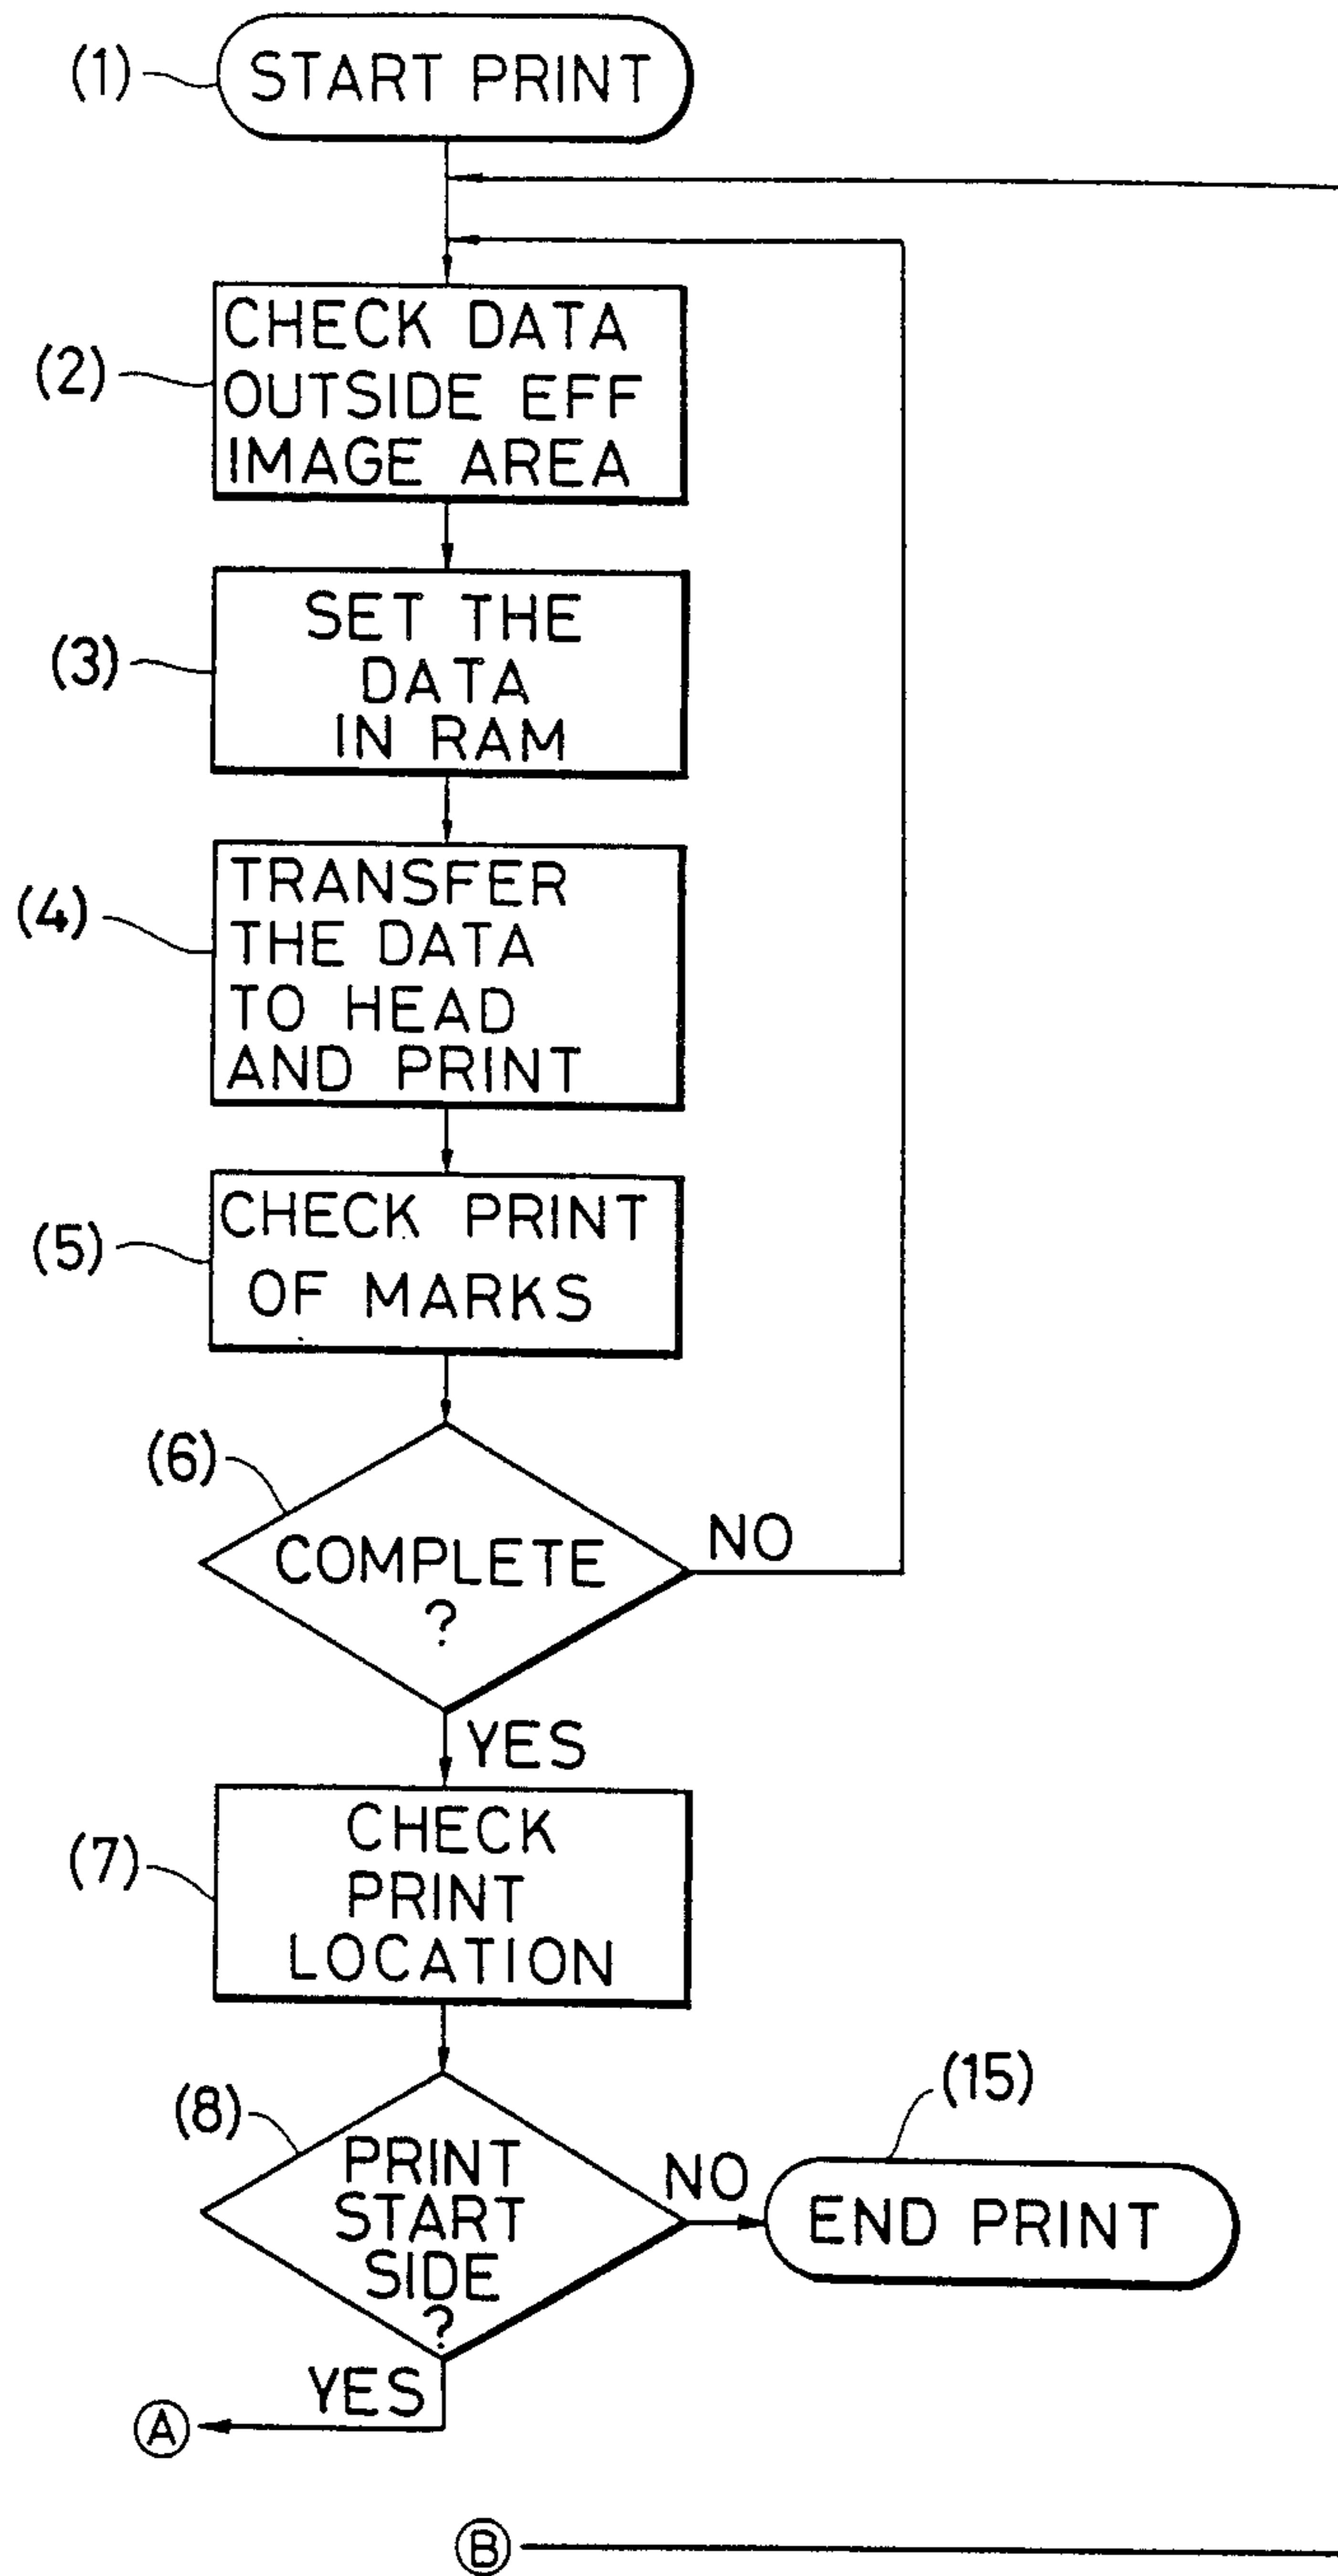 (1)
START PRINT
(2)
CHECK DATA
OUTSIDE EFF
IMAGE AREA
(3)
SET THE
DATA
IN RAM
(4)
TRANSFER
THE DATA
TO HEAD
AND PRINT
(5)
CHECK PRINT
OF MARKS
(6)
COMPLETE
?
NO
YES
(7)
CHECK
PRINT
LOCATION
(8)
PRINT
START
SIDE
?
NO
(15)
END PRINT
YES
A
B